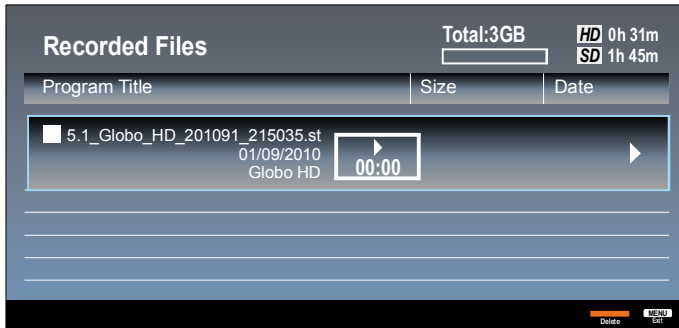 Recorded Files
Total:3GB
HD 0h 31m
SD 1h 45m
Program Title Size Date
5.1_Globo_HD_201091_215035.st
01/09/2010
Globo HD
00:00
Delete
MENU
Exit